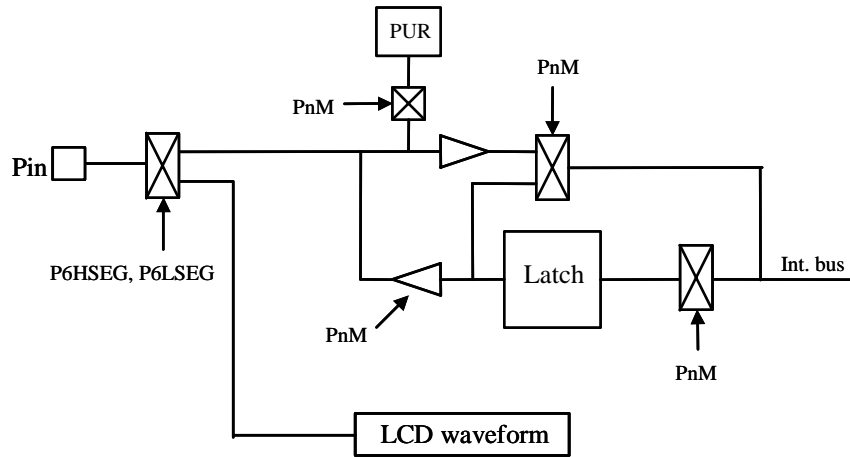 PUR
PnM
PnM
Pin
P6HSEG, P6LSEG
Latch
Int. bus
PnM
PnM
LCD waveform